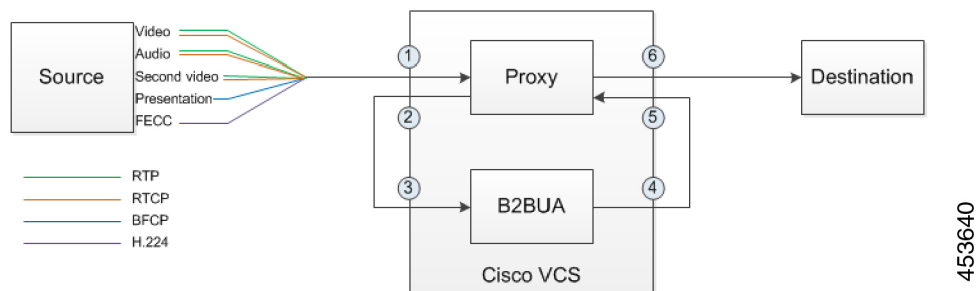 Source
Video
Audio
Second video
Presentation
FECC
1
2
3
Proxy
B2BUA
Cisco VCS
6
5
4
Destination
RTP
RTCP
BFCP
H.224
453640